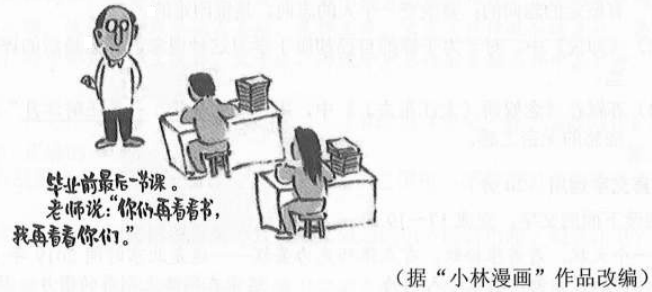 毕业前最后一节课。
老师说:“你们再看看书,
我再看看你们。”
(据“小林漫画”作品改编)